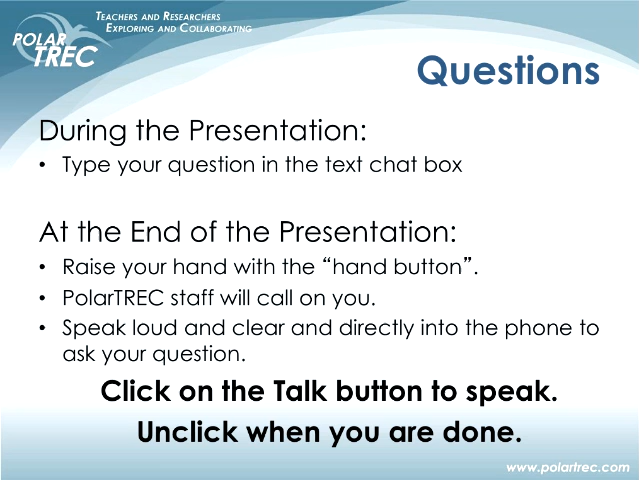 Teachers and Researchers
Exploring and Collaborating
POLAR
TREC
Questions
During the Presentation:
• Type your question in the text chat box
At the End of the Presentation:
• Raise your hand with the “hand button”.
• PolarTREC staff will call on you.
• Speak loud and clear and directly into the phone to
ask your question.
Click on the Talk button to speak.
Unclick when you are done.
www.polartrec.com